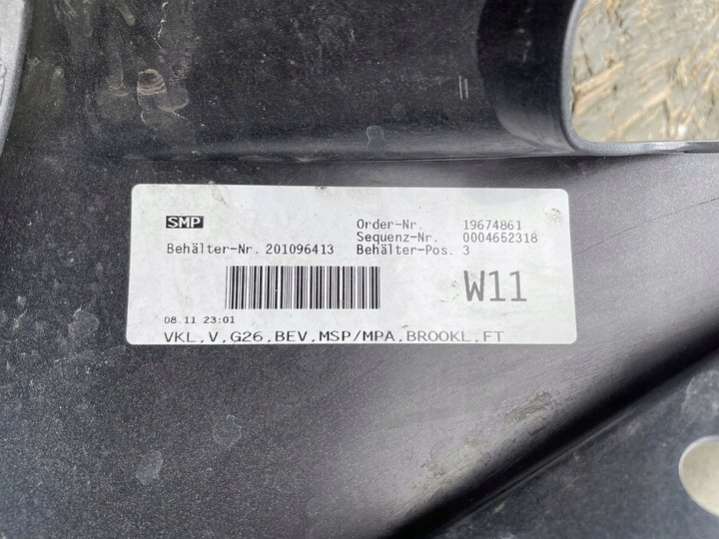 SMP
Order-Nr. 19674861
Sequenz-Nr. 0004652318
Behälter-Nr. 201096413 Behälter-Pos. 3
W11
08.11 23:01
VKL,V,G26,BEV,MSP/MPA,BROOKL,FT